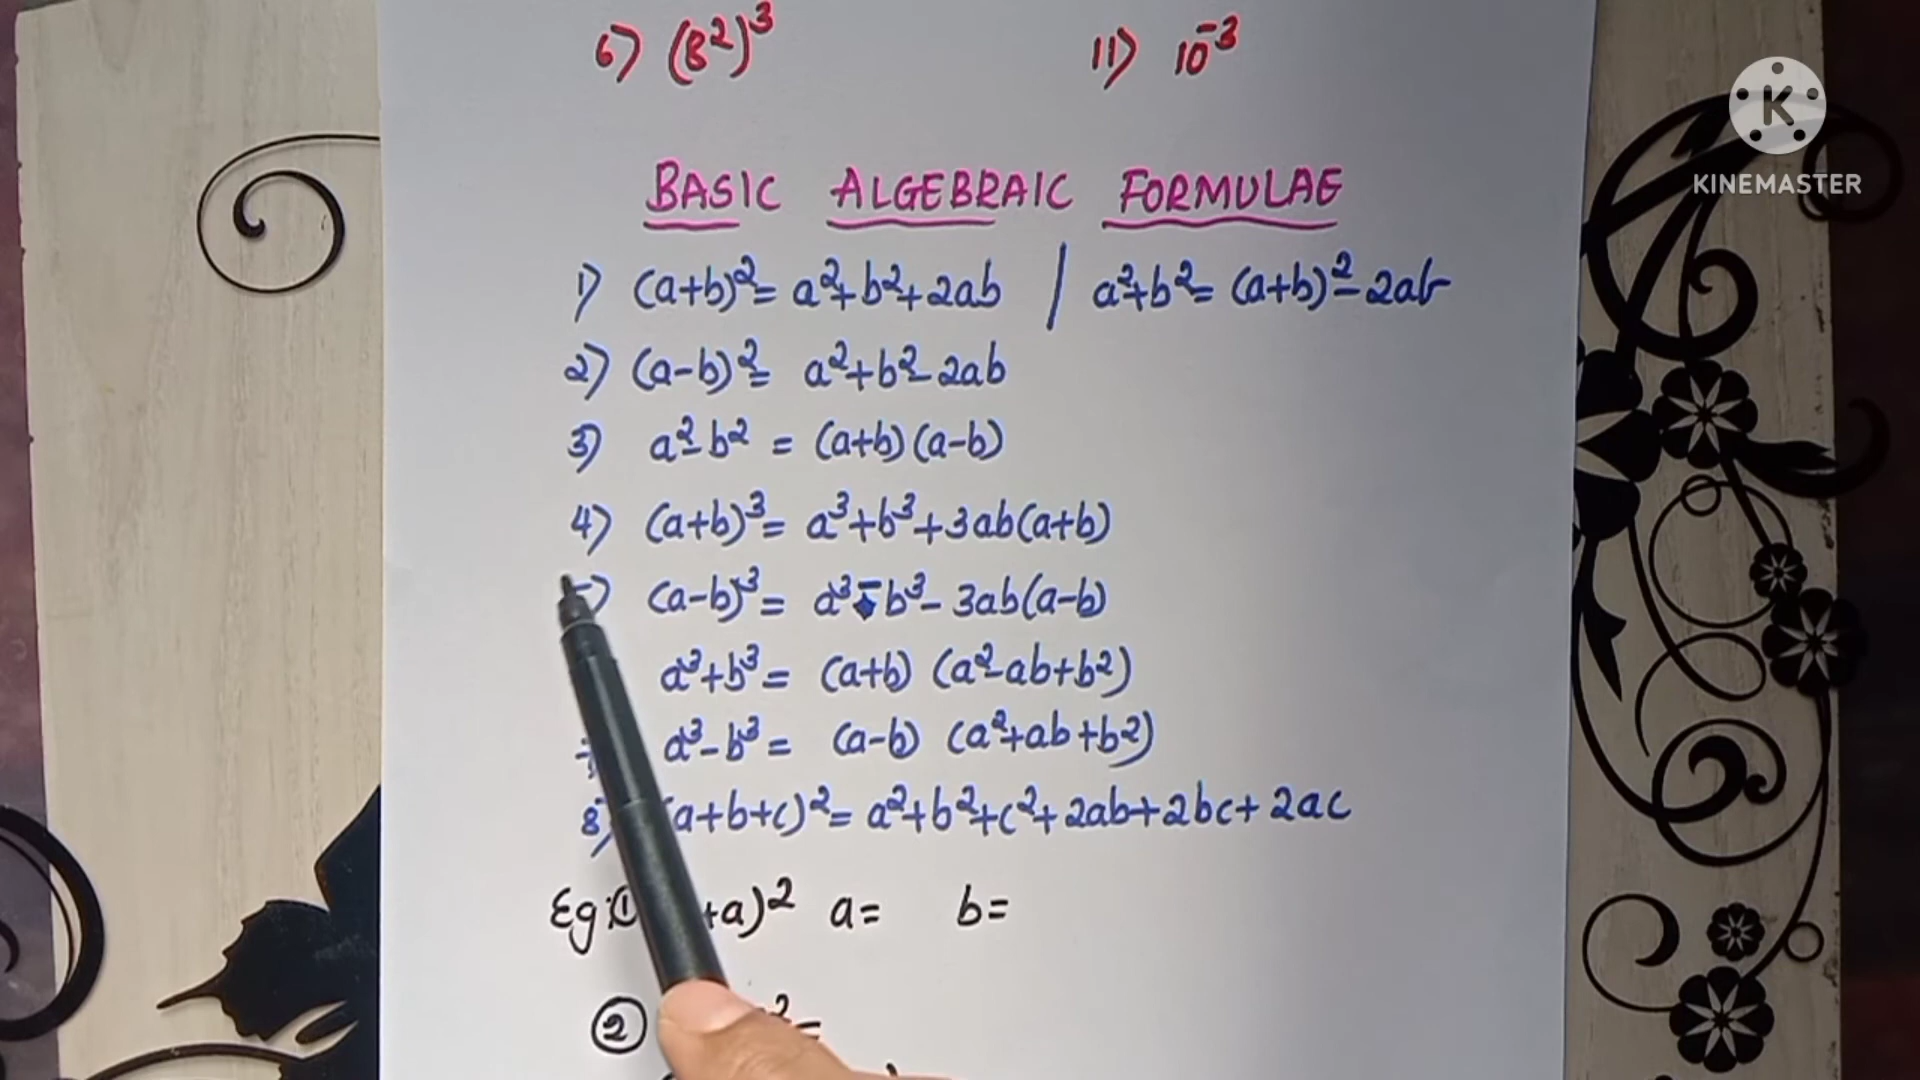 6) (8²)³ 11) 10⁻³
K
KINEMASTER
BASIC ALGEBRAIC FORMULAE
1) (a+b)² = a²+b²+2ab / a²+b² = (a+b)²-2ab
2) (a-b)² = a²+b²-2ab
3) a²-b² = (a+b)(a-b)
4) (a+b)³ = a³+b³+3ab(a+b)
) (a-b)³ = a³-b³-3ab(a-b)
a³+b³ = (a+b) (a²-ab+b²)
a³-b³ = (a-b) (a²+ab+b²)
8) (a+b+c)² = a²+b²+c²+2ab+2bc+2ac
Eg:① +a)² a= b=
② ²=